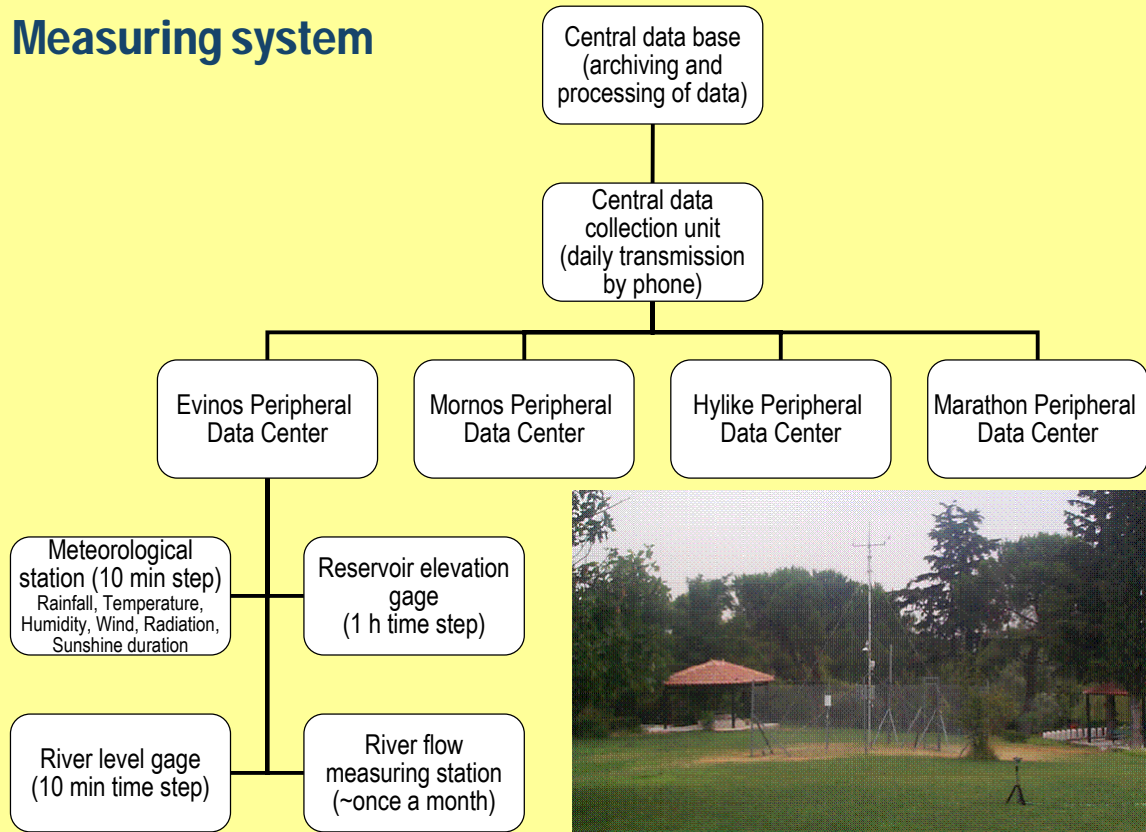 Measuring system
Central data base
(archiving and
processing of data)
Central data
collection unit
(daily transmission
by phone)
Evinos Peripheral
Data Center
Mornos Peripheral
Data Center
Hylike Peripheral
Data Center
Marathon Peripheral
Data Center
Meteorological
station (10 min step)
Rainfall, Temperature,
Humidity, Wind, Radiation,
Sunshine duration
Reservoir elevation
gage
(1 h time step)
River level gage
(10 min time step)
River flow
measuring station
(~once a month)